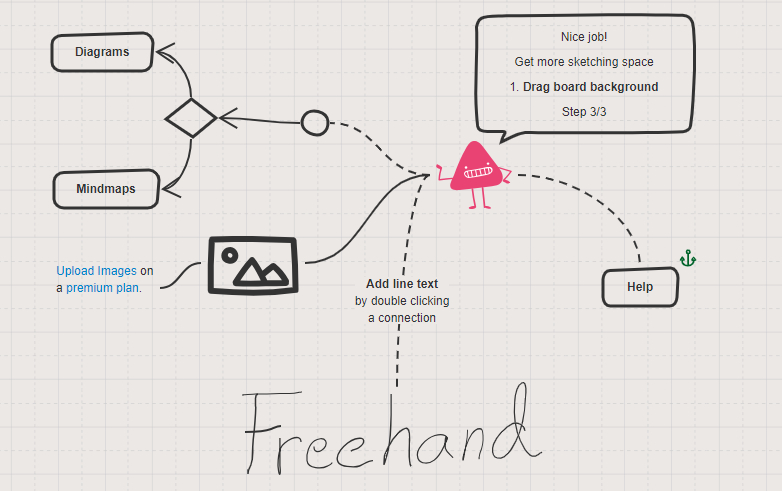 Diagrams
Nice job!
Get more sketching space
1. Drag board background
Step 3/3
Mindmaps
Upload Images on
a premium plan.
Add line text
by double clicking
a connection
Help
Freehand